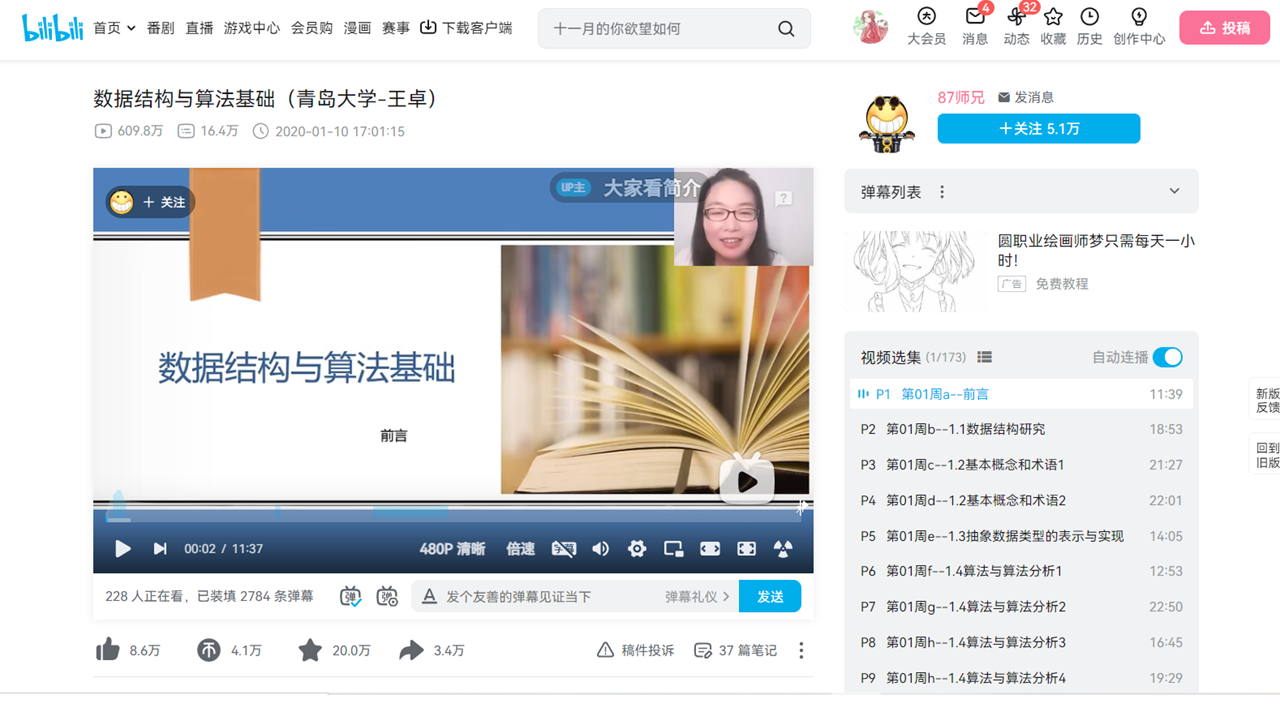 bilibili
首页
番剧
直播
游戏中心
会员购
漫画
赛事
下载客户端
十一月的你欲望如何
大会员
4
消息
32
动态
收藏
历史
创作中心
投稿
数据结构与算法基础（青岛大学-王卓）
609.8万
16.4万
2020-01-10 17:01:15
87师兄
发消息
＋关注 5.1万
＋ 关注
UP主
大家看简介
?
数据结构与算法基础
前言
00:02 / 11:37
480P 清晰
倍速
228 人正在看，已装填 2784 条弹幕
弹
弹
A
发个友善的弹幕见证当下
弹幕礼仪 >
发送
8.6万
4.1万
20.0万
3.4万
稿件投诉
37 篇笔记
弹幕列表
圆职业绘画师梦只需每天一小
时！
广告
免费教程
视频选集 (1/173)
自动连播
P1 第01周a--前言 11:39
P2 第01周b--1.1数据结构研究 18:53
P3 第01周c--1.2基本概念和术语1 21:27
P4 第01周d--1.2基本概念和术语2 22:01
P5 第01周e--1.3抽象数据类型的表示与实现 14:05
P6 第01周f--1.4算法与算法分析1 12:53
P7 第01周g--1.4算法与算法分析2 22:50
P8 第01周h--1.4算法与算法分析3 16:45
P9 第01周h--1.4算法与算法分析4 19:29
新版
反馈
回到
旧版